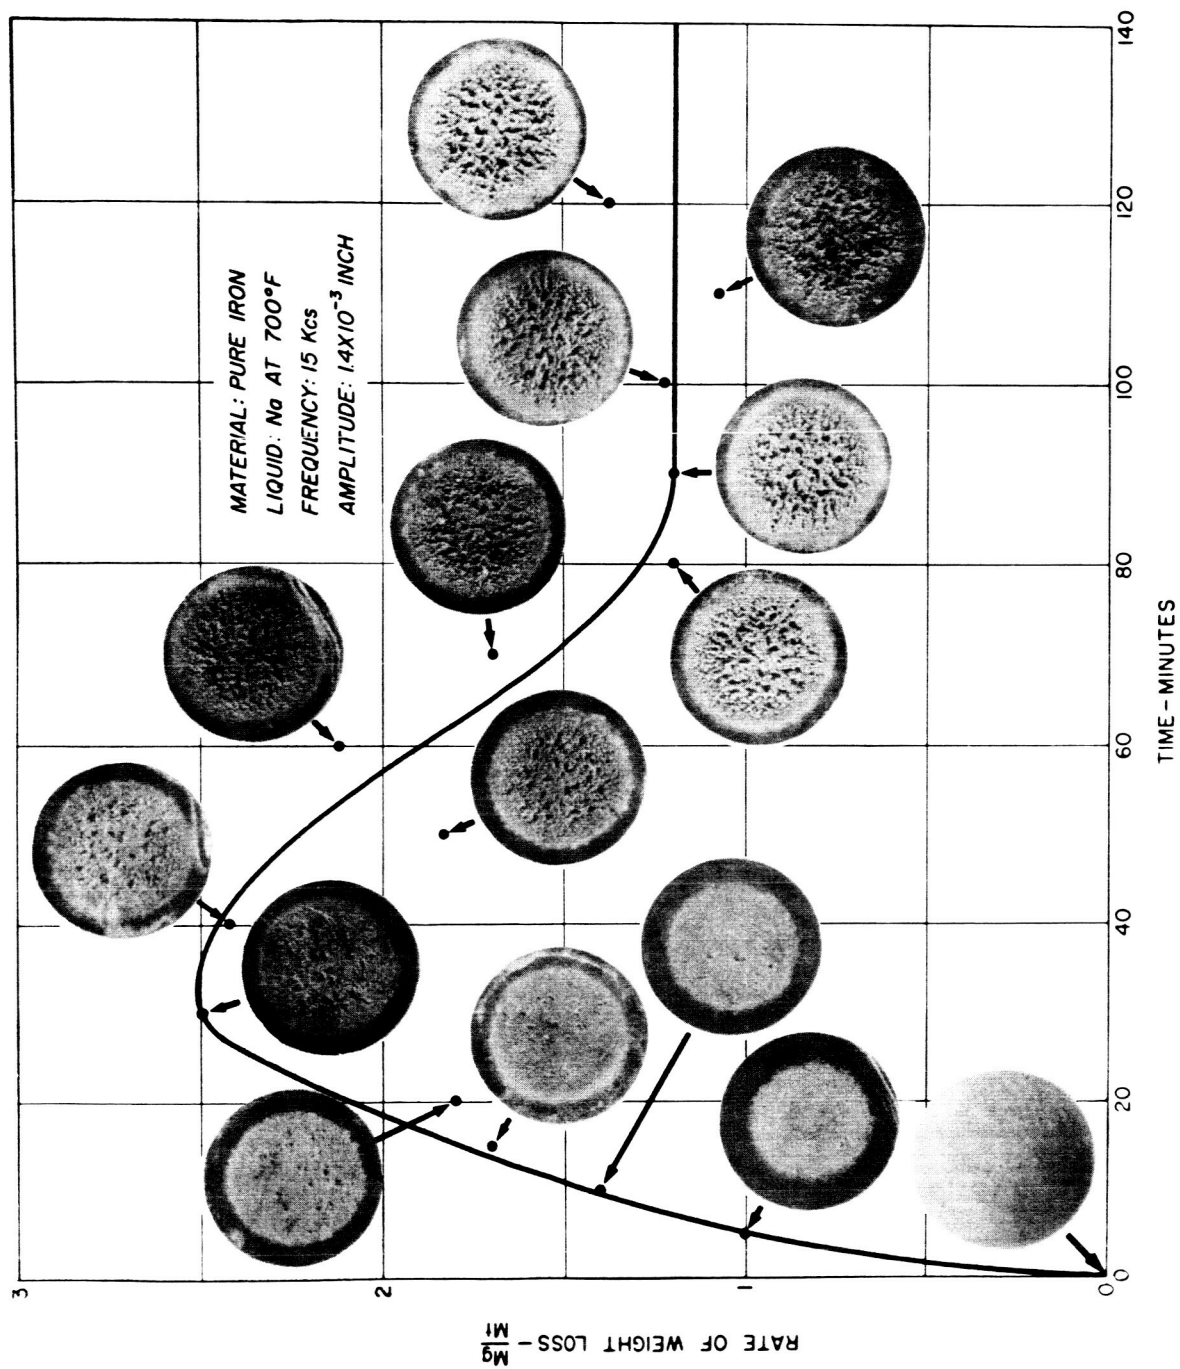 3
2
1
0
RATE OF WEIGHT LOSS – Mg
MATERIAL: PURE IRON
LIQUID: Na AT 700°F
FREQUENCY: 15 Kcs
AMPLITUDE: 1.4X10⁻³ INCH
0 20 40 60 80 100 120 140
TIME – MINUTES